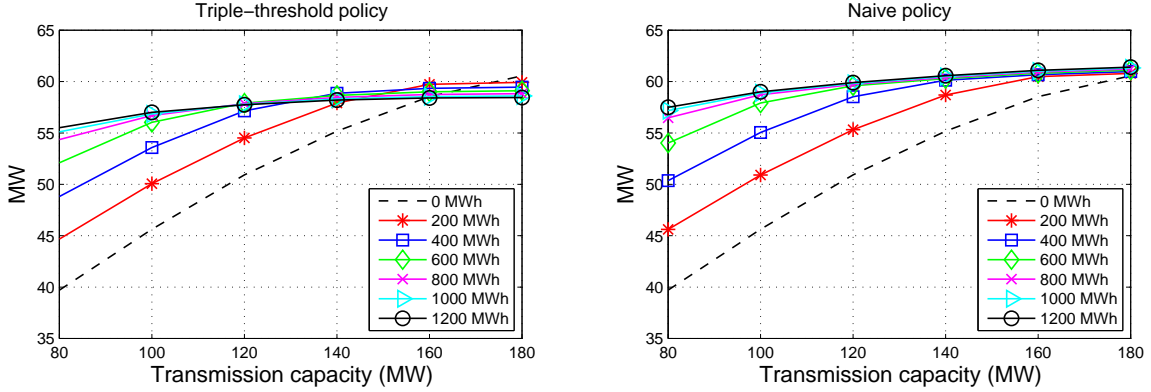 Triple−threshold policy
65
60
55
50
45
40
35
MW
80 100 120 140 160 180
Transmission capacity (MW)
0 MWh
200 MWh
400 MWh
600 MWh
800 MWh
1000 MWh
1200 MWh
Naive policy
65
60
55
50
45
40
35
MW
80 100 120 140 160 180
Transmission capacity (MW)
0 MWh
200 MWh
400 MWh
600 MWh
800 MWh
1000 MWh
1200 MWh